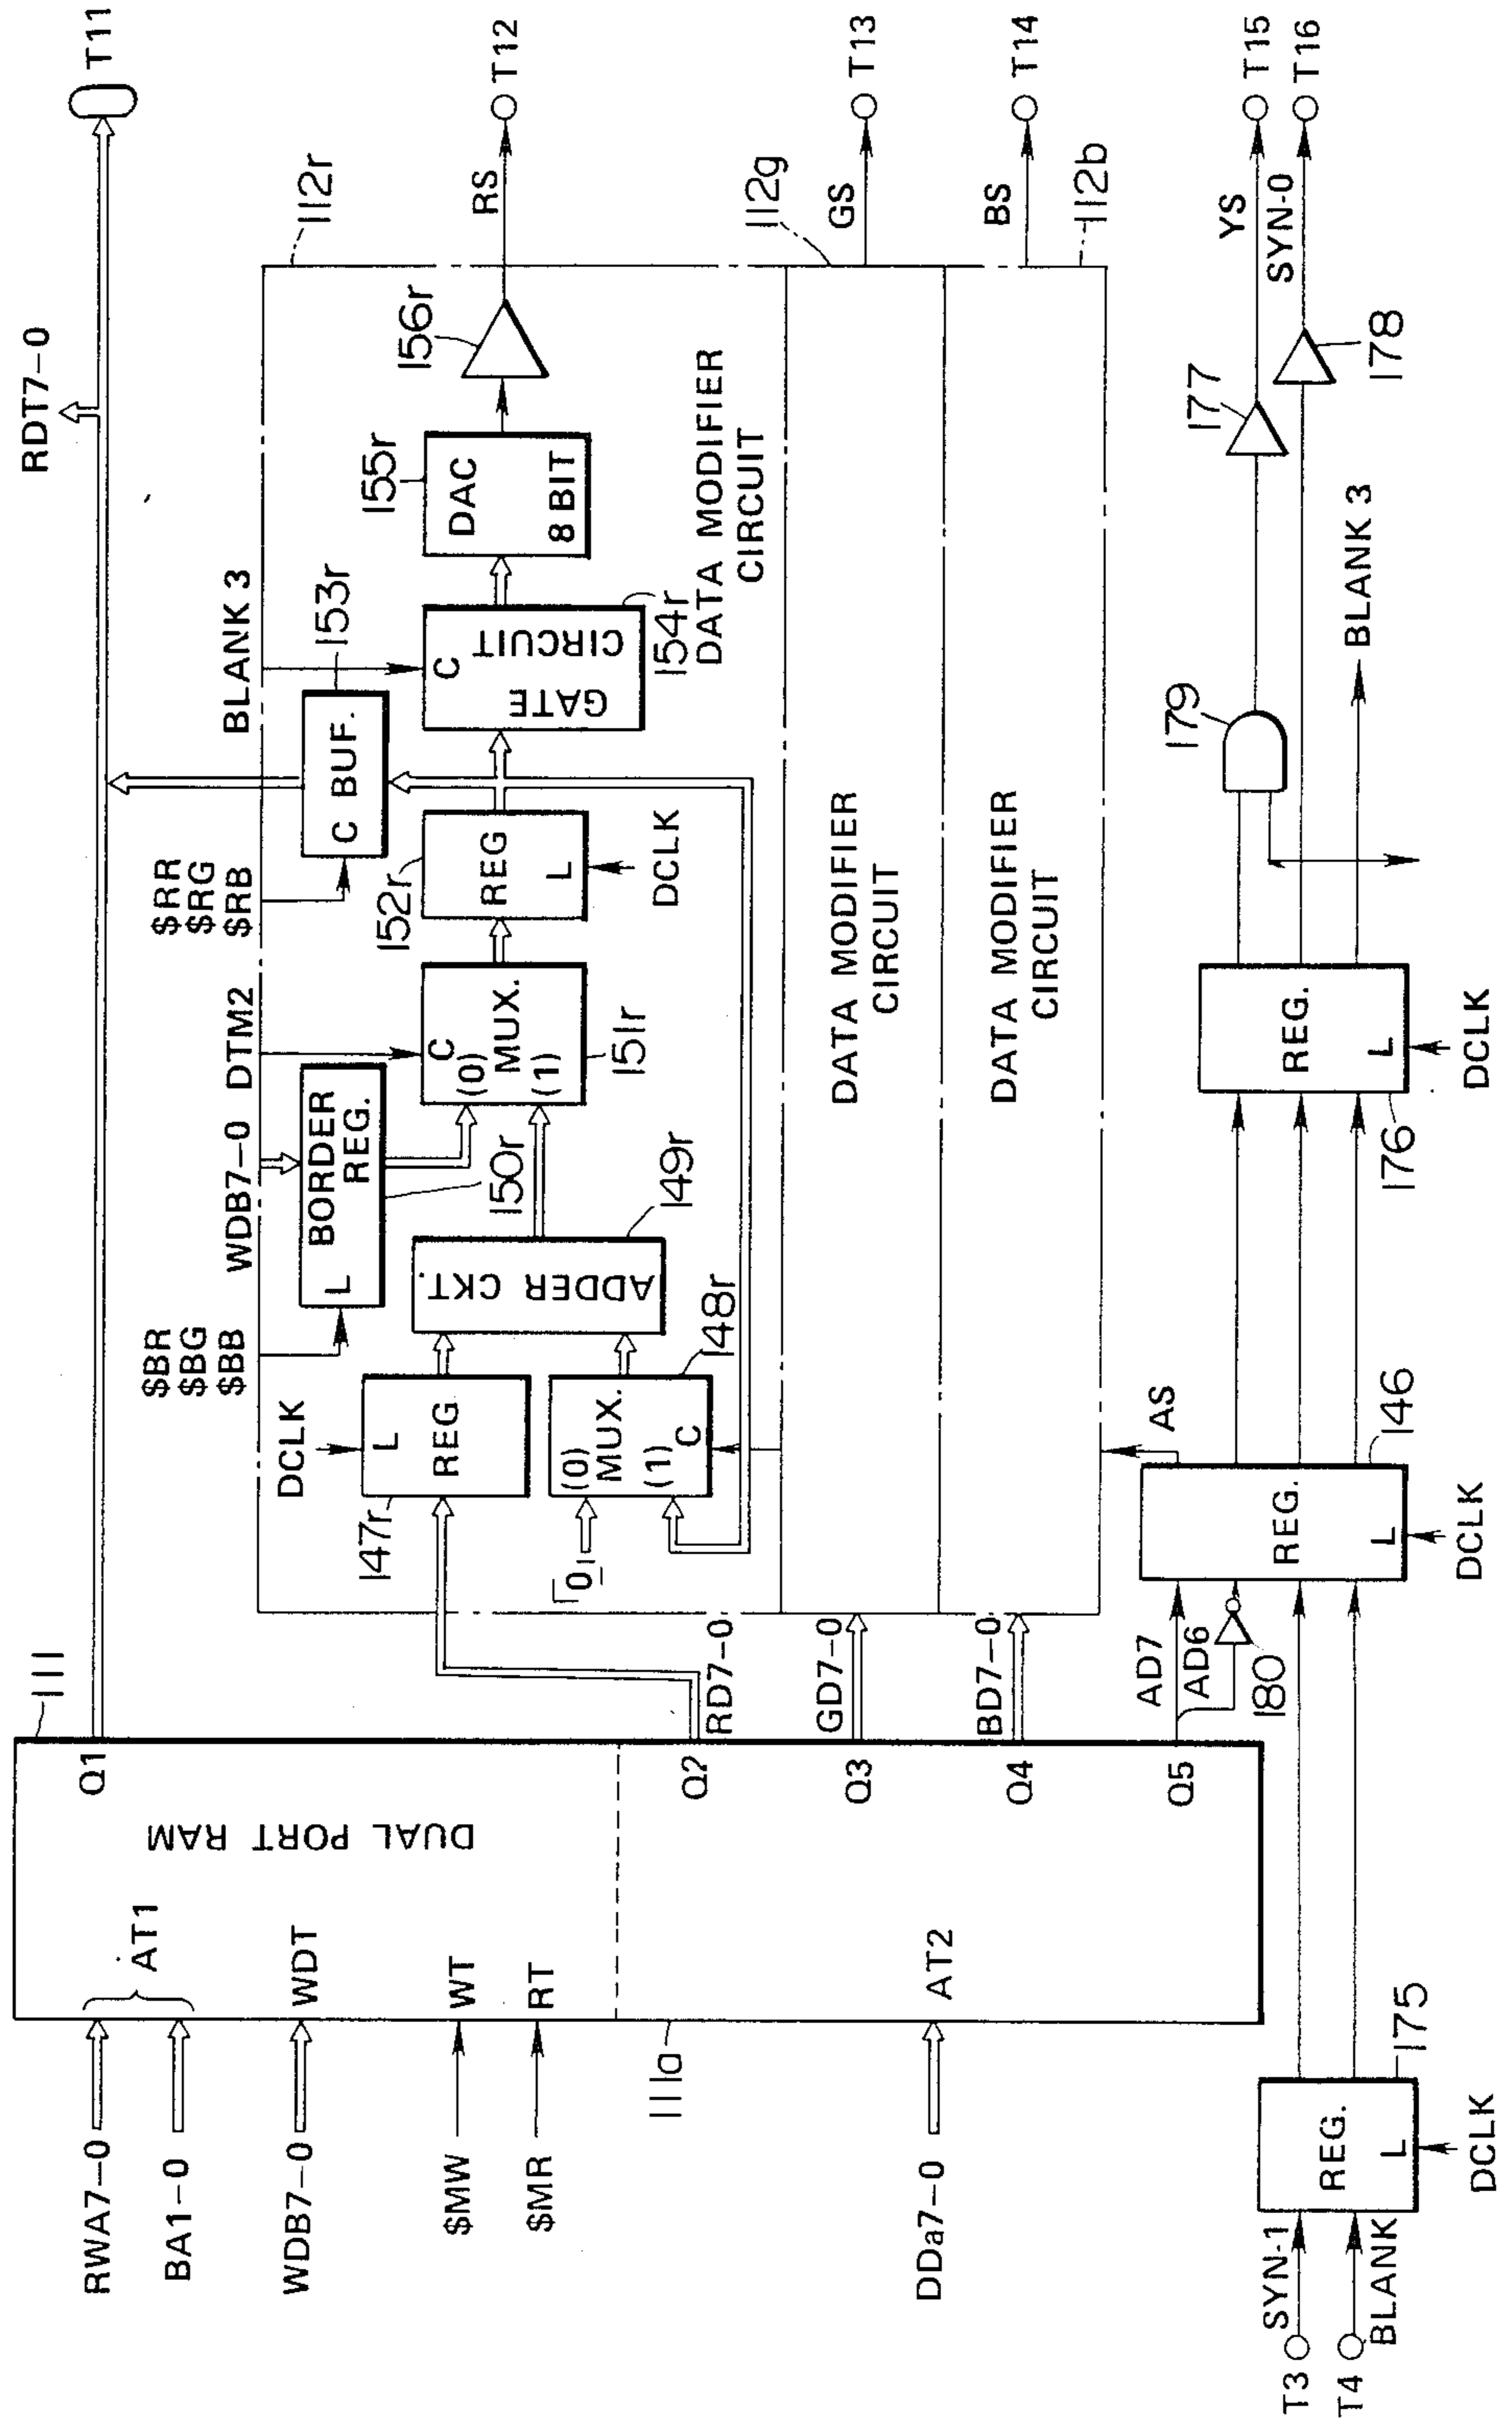 RWA7-0
BA1-0
WDB7-0
$MW
$MR
DDa7-0
AT1
WDT
WT
RT
AT2
DUAL PORT RAM
111
111a
Q1
Q2
Q3
Q4
Q5
RD7-0
GD7-0
BD7-0
AD7
AD6
180
RDT7-0
T11
$BR
$BG
$BB
WDB7-0
DTM2
$RR
$RG
$RB
BLANK 3
112r
DCLK
L
REG
147r
"0"
(0)
MUX.
(1)
C
148r
ADDER CKT.
149r
L
BORDER
REG.
150r
C
(0)
MUX.
(1)
151r
REG
L
152r
DCLK
C BUF.
153r
C
GATE
CIRCUIT
154r
DAC
8 BIT
155r
156r
DATA MODIFIER
CIRCUIT
RS
T12
DATA MODIFIER
CIRCUIT
112g
GS
T13
DATA MODIFIER
CIRCUIT
112b
BS
T14
T3
SYN-1
T4
BLANK
REG.
L
175
DCLK
AS
REG.
L
146
DCLK
REG.
L
176
DCLK
179
177
YS
T15
178
SYN-0
T16
BLANK 3